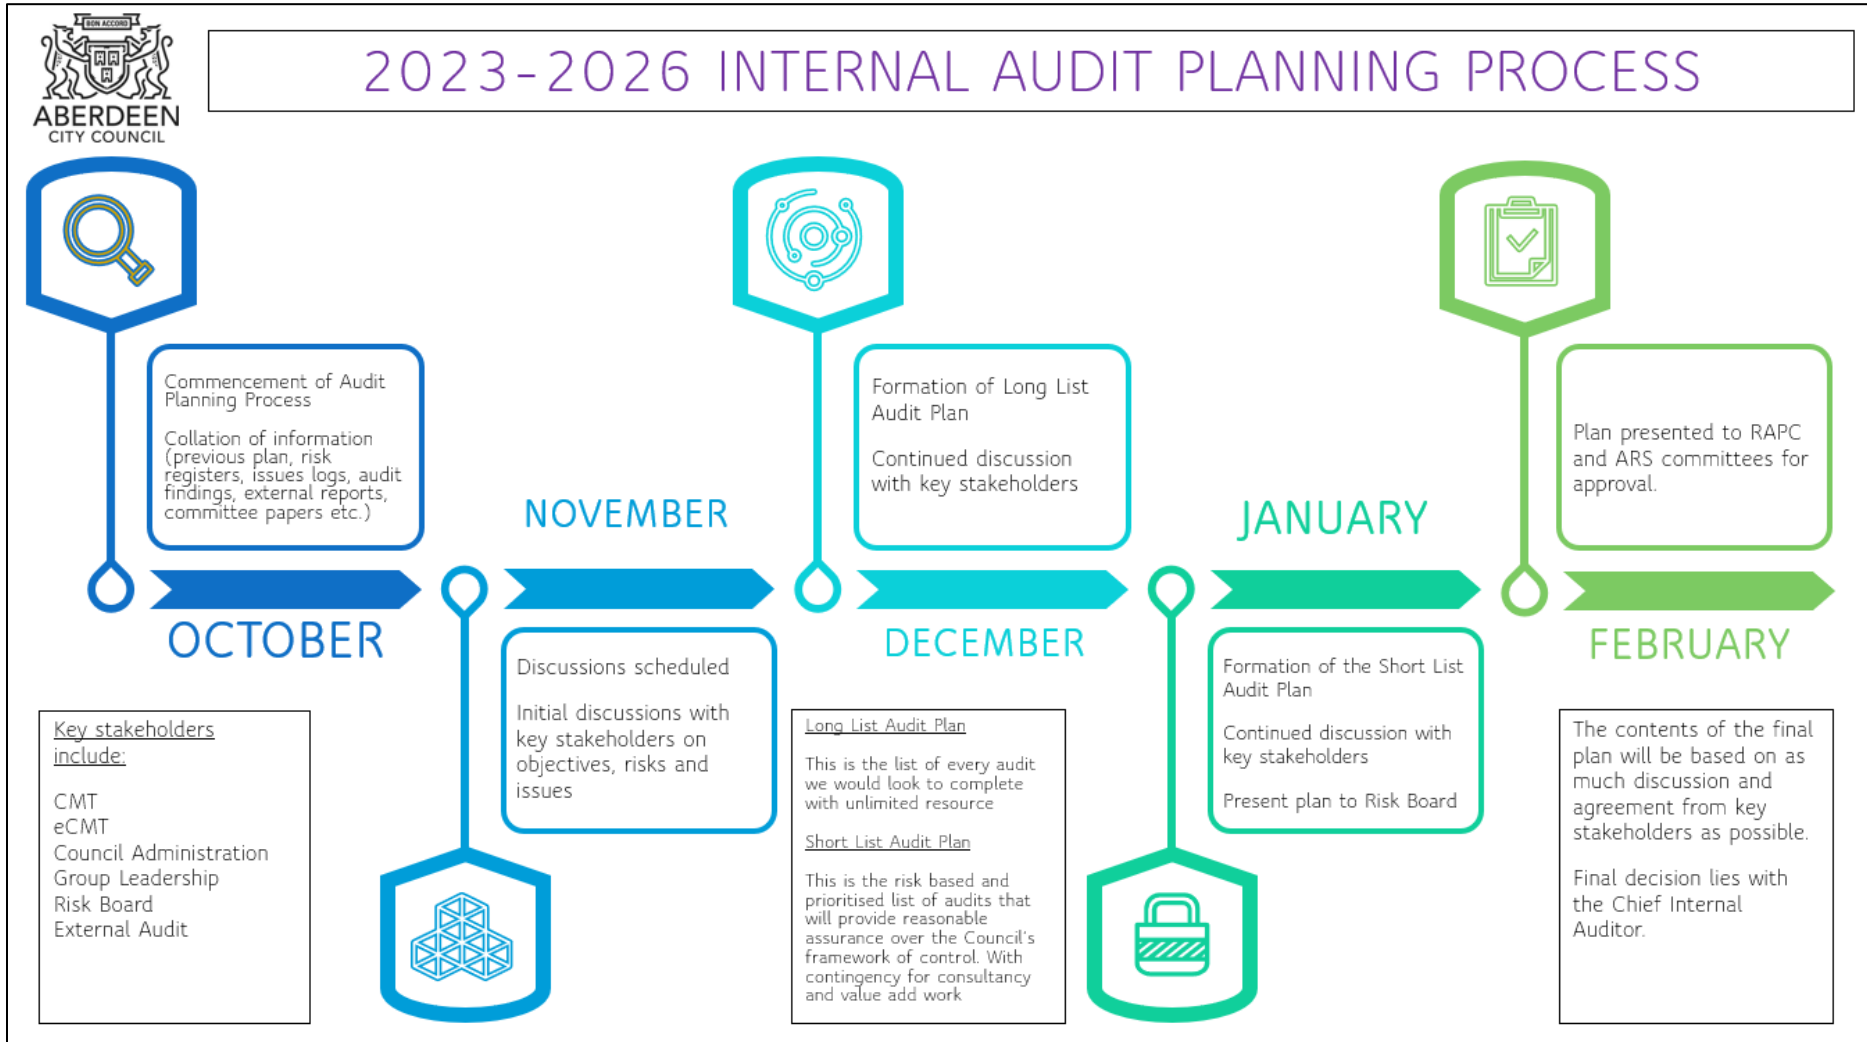 BON ACCORD
ABERDEEN
CITY COUNCIL
2023-2026 INTERNAL AUDIT PLANNING PROCESS
Commencement of Audit
Planning Process
Collation of information
(previous plan, risk
registers, issues logs, audit
findings, external reports,
committee papers etc.)
OCTOBER
NOVEMBER
Discussions scheduled
Initial discussions with
key stakeholders on
objectives, risks and
issues
Formation of Long List
Audit Plan
Continued discussion
with key stakeholders
DECEMBER
JANUARY
Formation of the Short List
Audit Plan
Continued discussion with
key stakeholders
Present plan to Risk Board
Plan presented to RAPC
and ARS committees for
approval.
FEBRUARY
Key stakeholders
include:
CMT
eCMT
Council Administration
Group Leadership
Risk Board
External Audit
Long List Audit Plan
This is the list of every audit
we would look to complete
with unlimited resource
Short List Audit Plan
This is the risk based and
prioritised list of audits that
will provide reasonable
assurance over the Council's
framework of control. With
contingency for consultancy
and value add work
The contents of the final
plan will be based on as
much discussion and
agreement from key
stakeholders as possible.
Final decision lies with
the Chief Internal
Auditor.